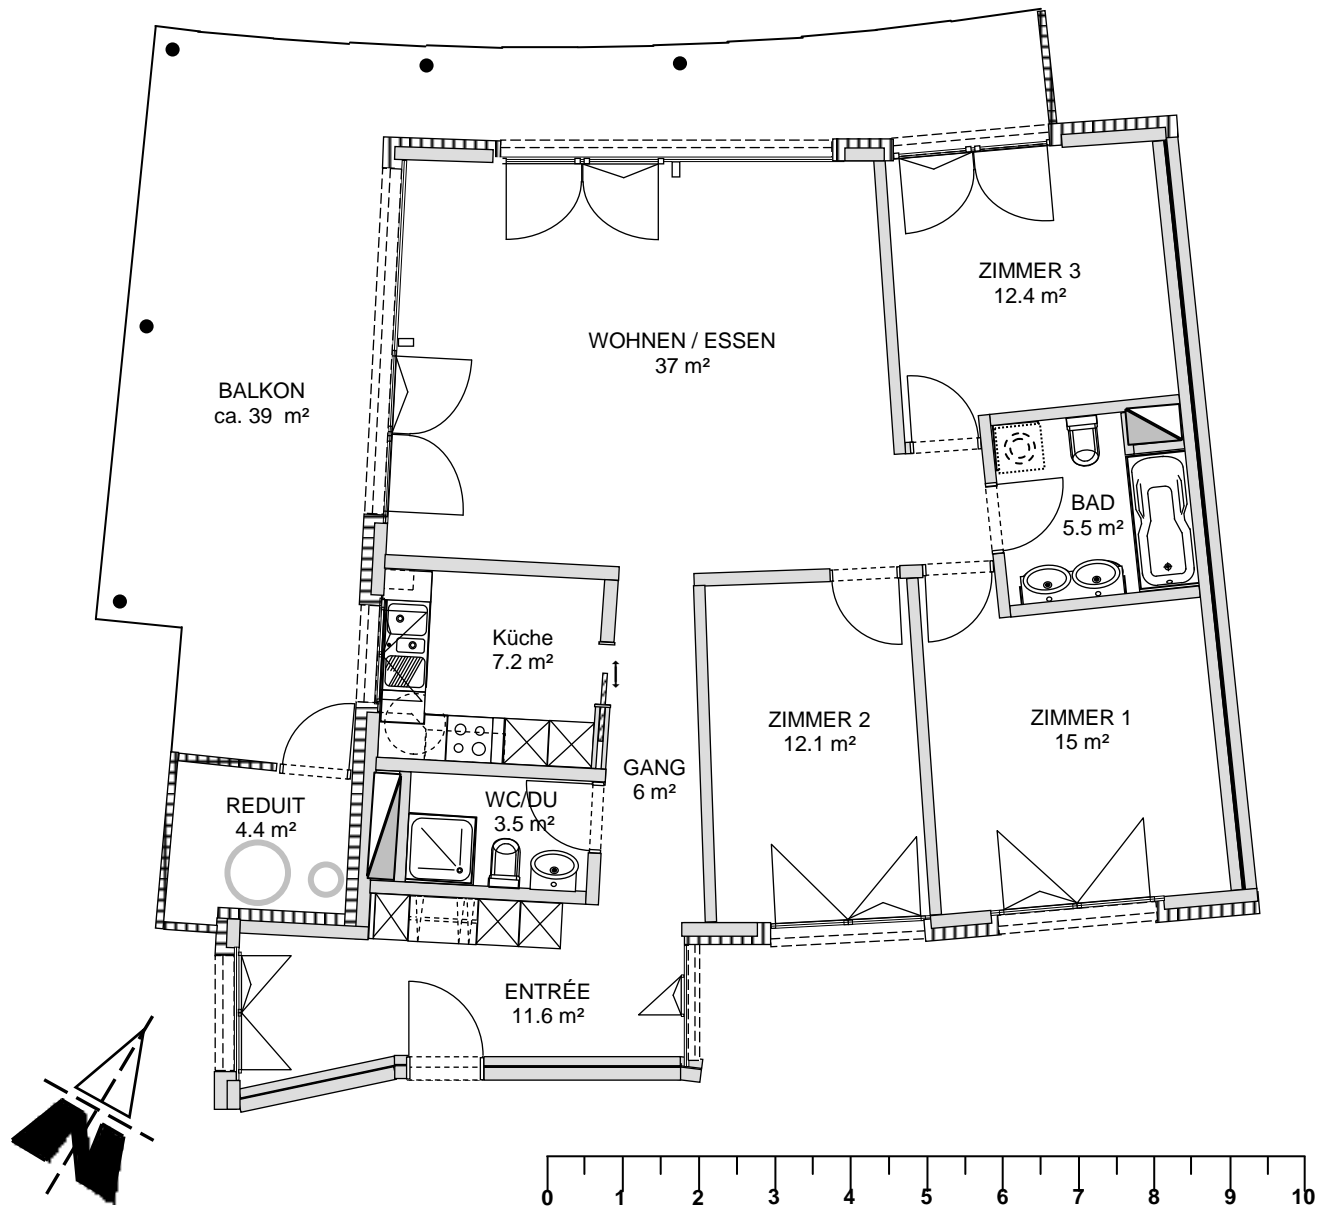 ZIMMER 3
12.4 m²
WOHNEN / ESSEN
37 m²
BALKON
ca. 39 m²
BAD
5.5 m²
Küche
7.2 m²
ZIMMER 2
12.1 m²
ZIMMER 1
15 m²
GANG
6 m²
REDUIT
4.4 m²
WC/DU
3.5 m²
ENTRÉE
11.6 m²
N
0 1 2 3 4 5 6 7 8 9 10